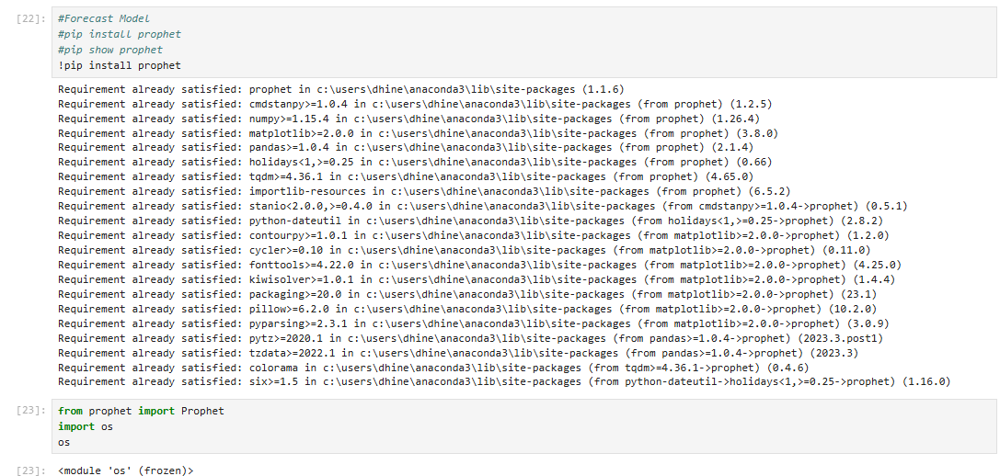 [22]:
#Forecast Model
#pip install prophet
#pip show prophet
!pip install prophet
Requirement already satisfied: prophet in c:\users\dhine\anaconda3\lib\site-packages (1.1.6)
Requirement already satisfied: cmdstanpy>=1.0.4 in c:\users\dhine\anaconda3\lib\site-packages (from prophet) (1.2.5)
Requirement already satisfied: numpy>=1.15.4 in c:\users\dhine\anaconda3\lib\site-packages (from prophet) (1.26.4)
Requirement already satisfied: matplotlib>=2.0.0 in c:\users\dhine\anaconda3\lib\site-packages (from prophet) (3.8.0)
Requirement already satisfied: pandas>=1.0.4 in c:\users\dhine\anaconda3\lib\site-packages (from prophet) (2.1.4)
Requirement already satisfied: holidays<1,>=0.25 in c:\users\dhine\anaconda3\lib\site-packages (from prophet) (0.66)
Requirement already satisfied: tqdm>=4.36.1 in c:\users\dhine\anaconda3\lib\site-packages (from prophet) (4.65.0)
Requirement already satisfied: importlib-resources in c:\users\dhine\anaconda3\lib\site-packages (from prophet) (6.5.2)
Requirement already satisfied: stanio<2.0.0,>=0.4.0 in c:\users\dhine\anaconda3\lib\site-packages (from cmdstanpy>=1.0.4->prophet) (0.5.1)
Requirement already satisfied: python-dateutil in c:\users\dhine\anaconda3\lib\site-packages (from holidays<1,>=0.25->prophet) (2.8.2)
Requirement already satisfied: contourpy>=1.0.1 in c:\users\dhine\anaconda3\lib\site-packages (from matplotlib>=2.0.0->prophet) (1.2.0)
Requirement already satisfied: cycler>=0.10 in c:\users\dhine\anaconda3\lib\site-packages (from matplotlib>=2.0.0->prophet) (0.11.0)
Requirement already satisfied: fonttools>=4.22.0 in c:\users\dhine\anaconda3\lib\site-packages (from matplotlib>=2.0.0->prophet) (4.25.0)
Requirement already satisfied: kiwisolver>=1.0.1 in c:\users\dhine\anaconda3\lib\site-packages (from matplotlib>=2.0.0->prophet) (1.4.4)
Requirement already satisfied: packaging>=20.0 in c:\users\dhine\anaconda3\lib\site-packages (from matplotlib>=2.0.0->prophet) (23.1)
Requirement already satisfied: pillow>=6.2.0 in c:\users\dhine\anaconda3\lib\site-packages (from matplotlib>=2.0.0->prophet) (10.2.0)
Requirement already satisfied: pyparsing>=2.3.1 in c:\users\dhine\anaconda3\lib\site-packages (from matplotlib>=2.0.0->prophet) (3.0.9)
Requirement already satisfied: pytz>=2020.1 in c:\users\dhine\anaconda3\lib\site-packages (from pandas>=1.0.4->prophet) (2023.3.post1)
Requirement already satisfied: tzdata>=2022.1 in c:\users\dhine\anaconda3\lib\site-packages (from pandas>=1.0.4->prophet) (2023.3)
Requirement already satisfied: colorama in c:\users\dhine\anaconda3\lib\site-packages (from tqdm>=4.36.1->prophet) (0.4.6)
Requirement already satisfied: six>=1.5 in c:\users\dhine\anaconda3\lib\site-packages (from python-dateutil->holidays<1,>=0.25->prophet) (1.16.0)
[23]:
from prophet import Prophet
import os
os
[23]:
<module 'os' (frozen)>